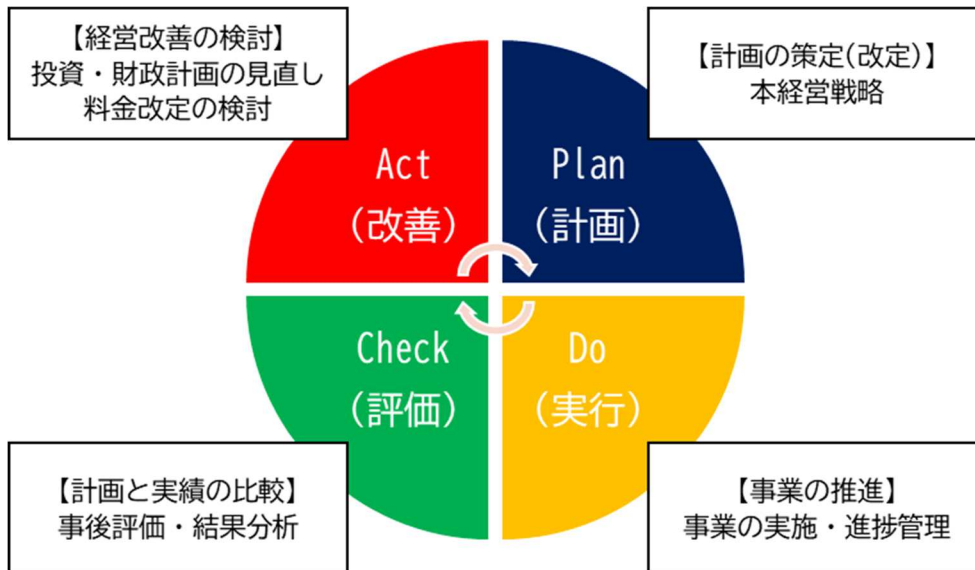 【経営改善の検討】
投資・財政計画の見直し
料金改定の検討
【計画の策定(改定)】
本経営戦略
Act
(改善)
Plan
(計画)
Check
(評価)
Do
(実行)
【計画と実績の比較】
事後評価・結果分析
【事業の推進】
事業の実施・進捗管理